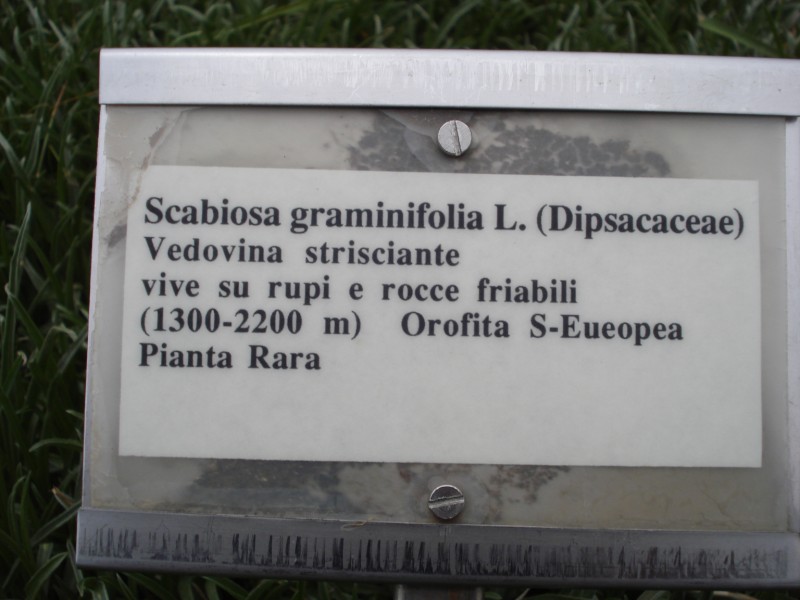 Scabiosa graminifolia L. (Dipsacaceae)
Vedovina strisciante
vive su rupi e rocce friabili
(1300-2200 m) Orofita S-Eueopea
Pianta Rara